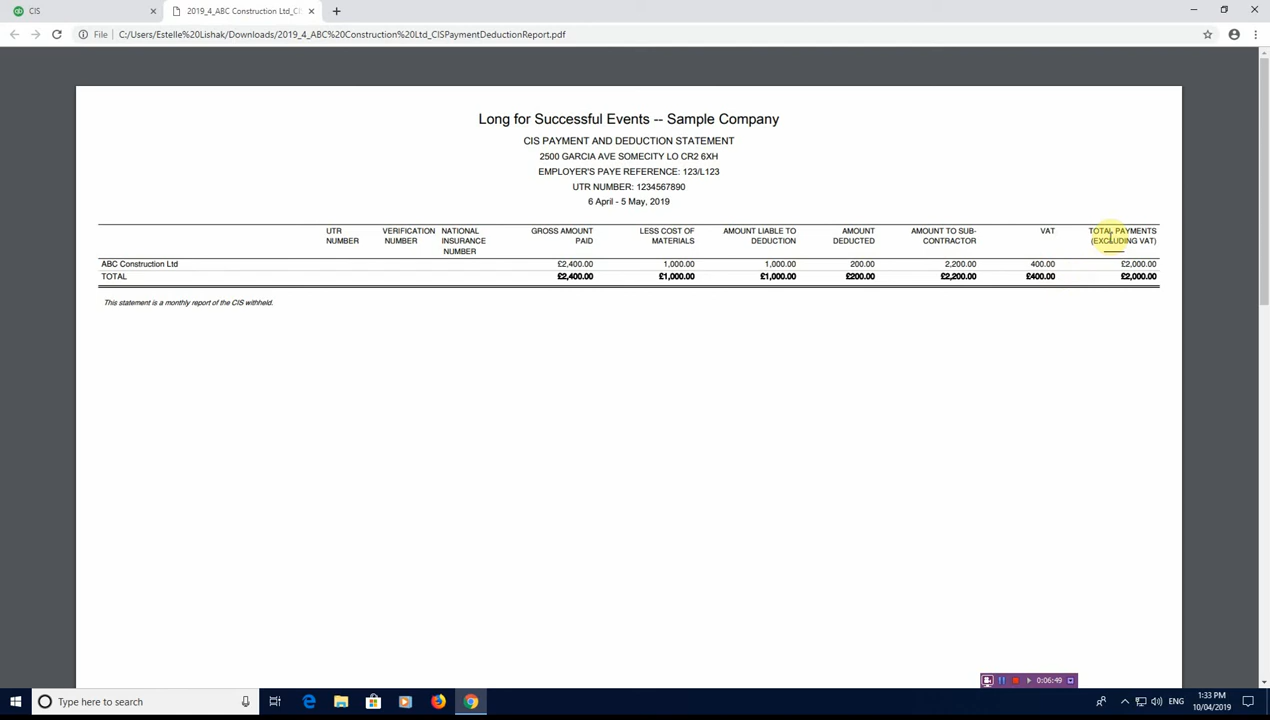 CIS
2019_4_ABC Construction Ltd_CI
File C:/Users/Estelle%20Lishak/Downloads/2019_4_ABC%20Construction%20Ltd_CISPaymentDeductionReport.pdf
Long for Successful Events -- Sample Company
CIS PAYMENT AND DEDUCTION STATEMENT
2500 GARCIA AVE SOMECITY LO CR2 6XH
EMPLOYER'S PAYE REFERENCE: 123/L123
UTR NUMBER: 1234567890
6 April - 5 May, 2019
UTR VERIFICATION NATIONAL GROSS AMOUNT LESS COST OF AMOUNT LIABLE TO AMOUNT AMOUNT TO SUB- VAT TOTAL PAYMENTS
NUMBER NUMBER INSURANCE PAID MATERIALS DEDUCTION DEDUCTED CONTRACTOR (EXCLUDING VAT)
NUMBER
ABC Construction Ltd £2,400.00 1,000.00 1,000.00 200.00 2,200.00 400.00 £2,000.00
TOTAL £2,400.00 £1,000.00 £1,000.00 £200.00 £2,200.00 £400.00 £2,000.00
This statement is a monthly report of the CIS withheld.
0:06:49
Type here to search ENG 1:33 PM
10/04/2019